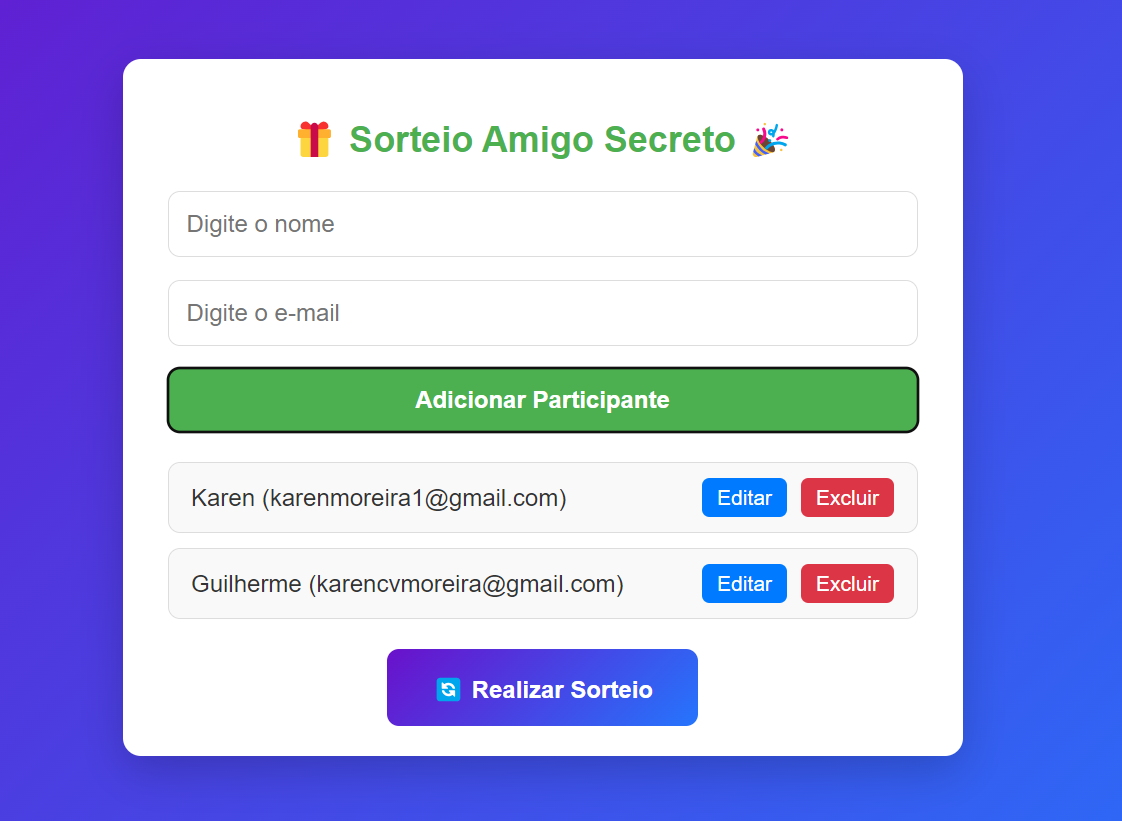 🎁 Sorteio Amigo Secreto 🎉
Digite o nome
Digite o e-mail
Adicionar Participante
Karen (karenmoreira1@gmail.com) Editar Excluir
Guilherme (karencvmoreira@gmail.com) Editar Excluir
🔄 Realizar Sorteio